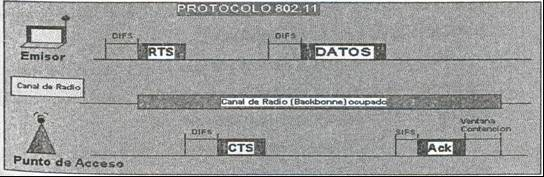 PROTOCOLO 802.11
DIFS
DIFS
RTS
DATOS
Emisor
Canal de Radio
Canal de Radio (Backbonne) ocupado
DIFS
SIFS
Ventana
Contencion
CTS
Ack
Punto de Acceso